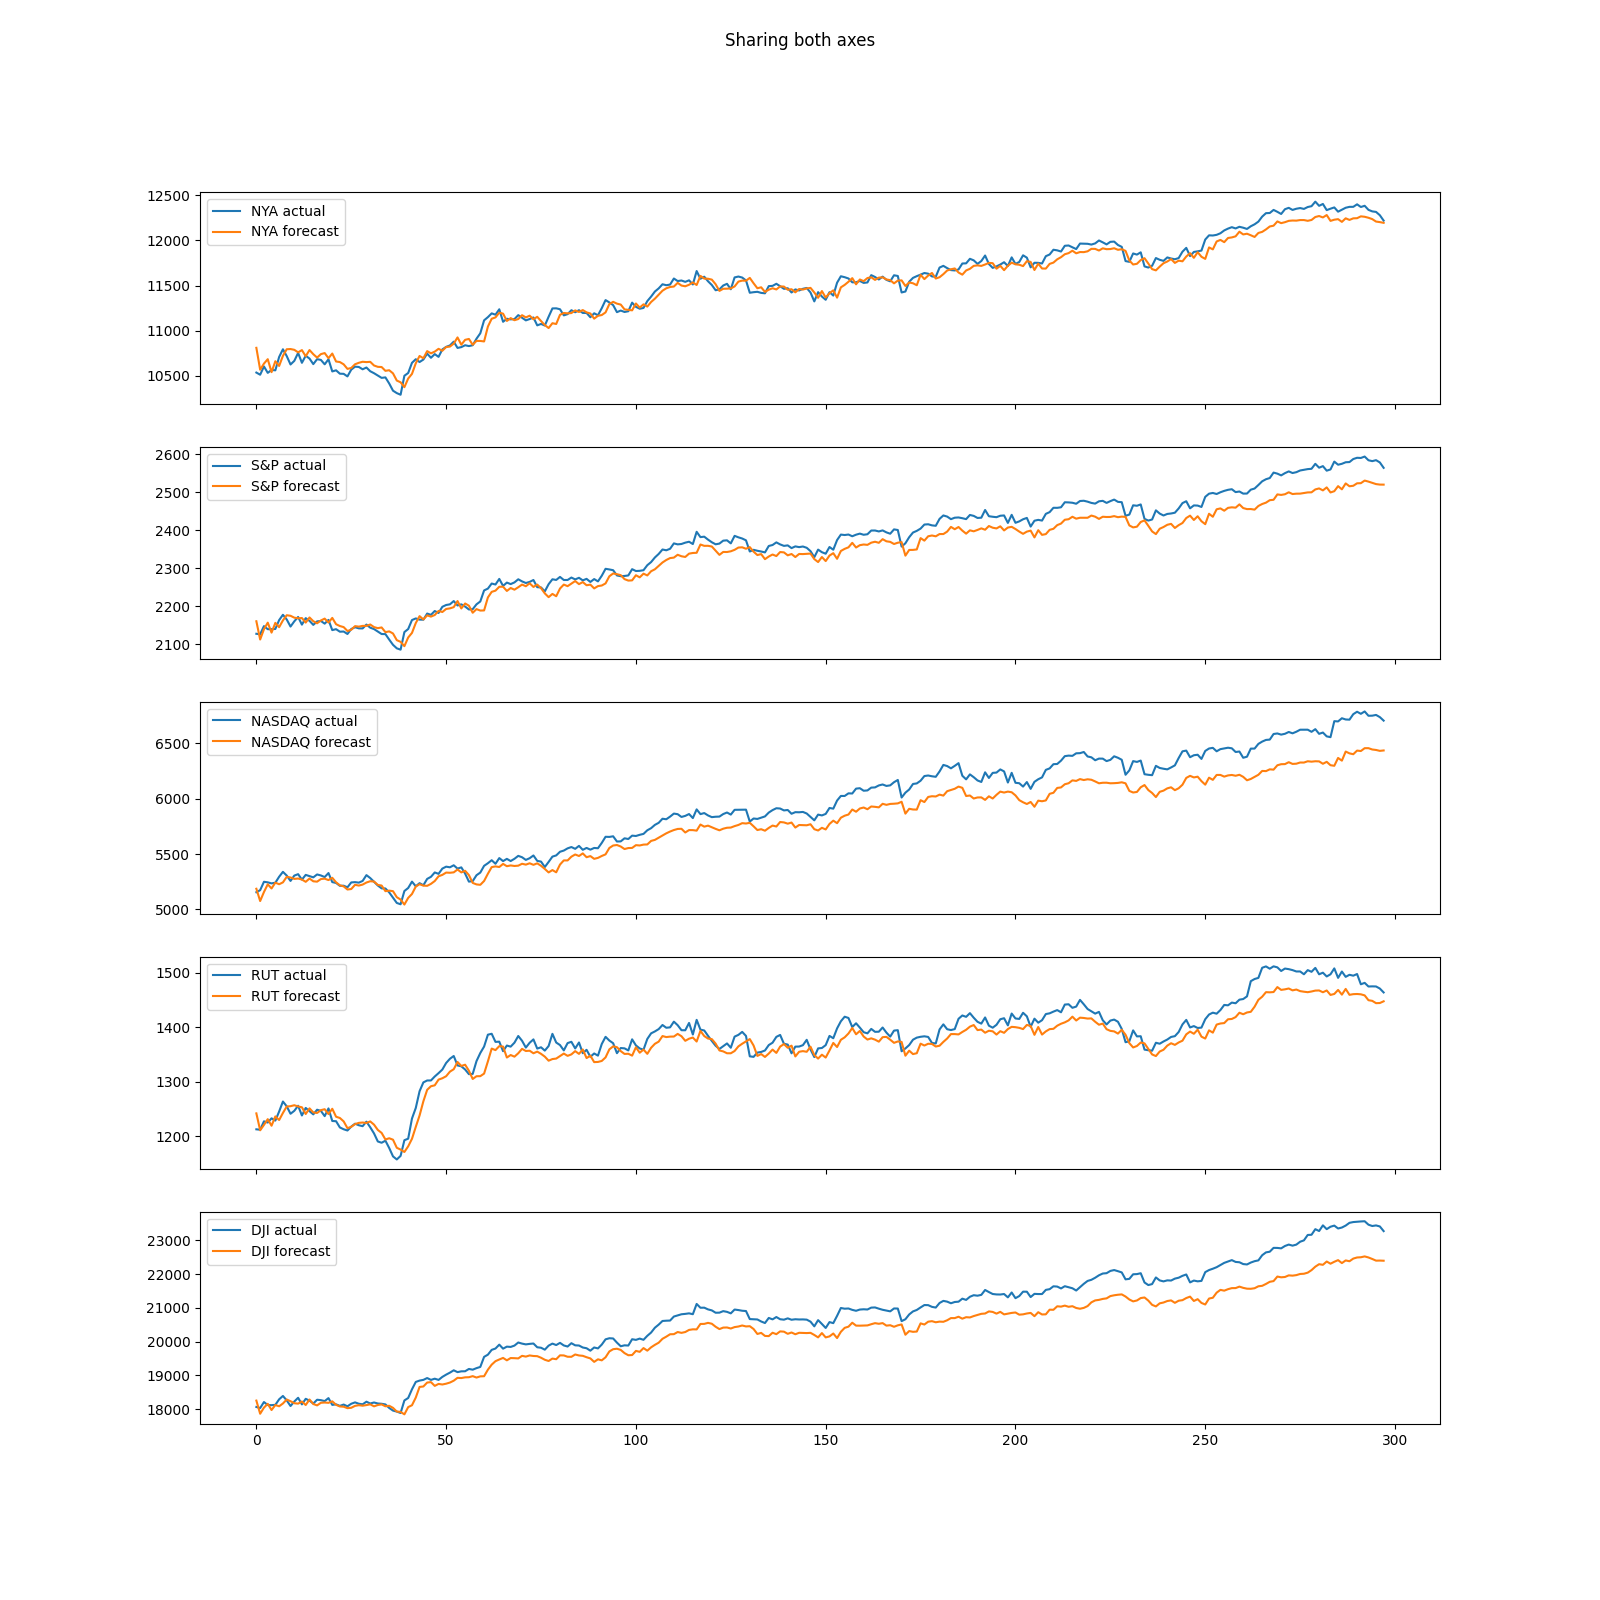 Sharing both axes
12500
12000
11500
11000
10500
NYA actual
NYA forecast
2600
2500
2400
2300
2200
2100
S&P actual
S&P forecast
6500
6000
5500
5000
NASDAQ actual
NASDAQ forecast
1500
1400
1300
1200
RUT actual
RUT forecast
23000
22000
21000
20000
19000
18000
DJI actual
DJI forecast
0 50 100 150 200 250 300